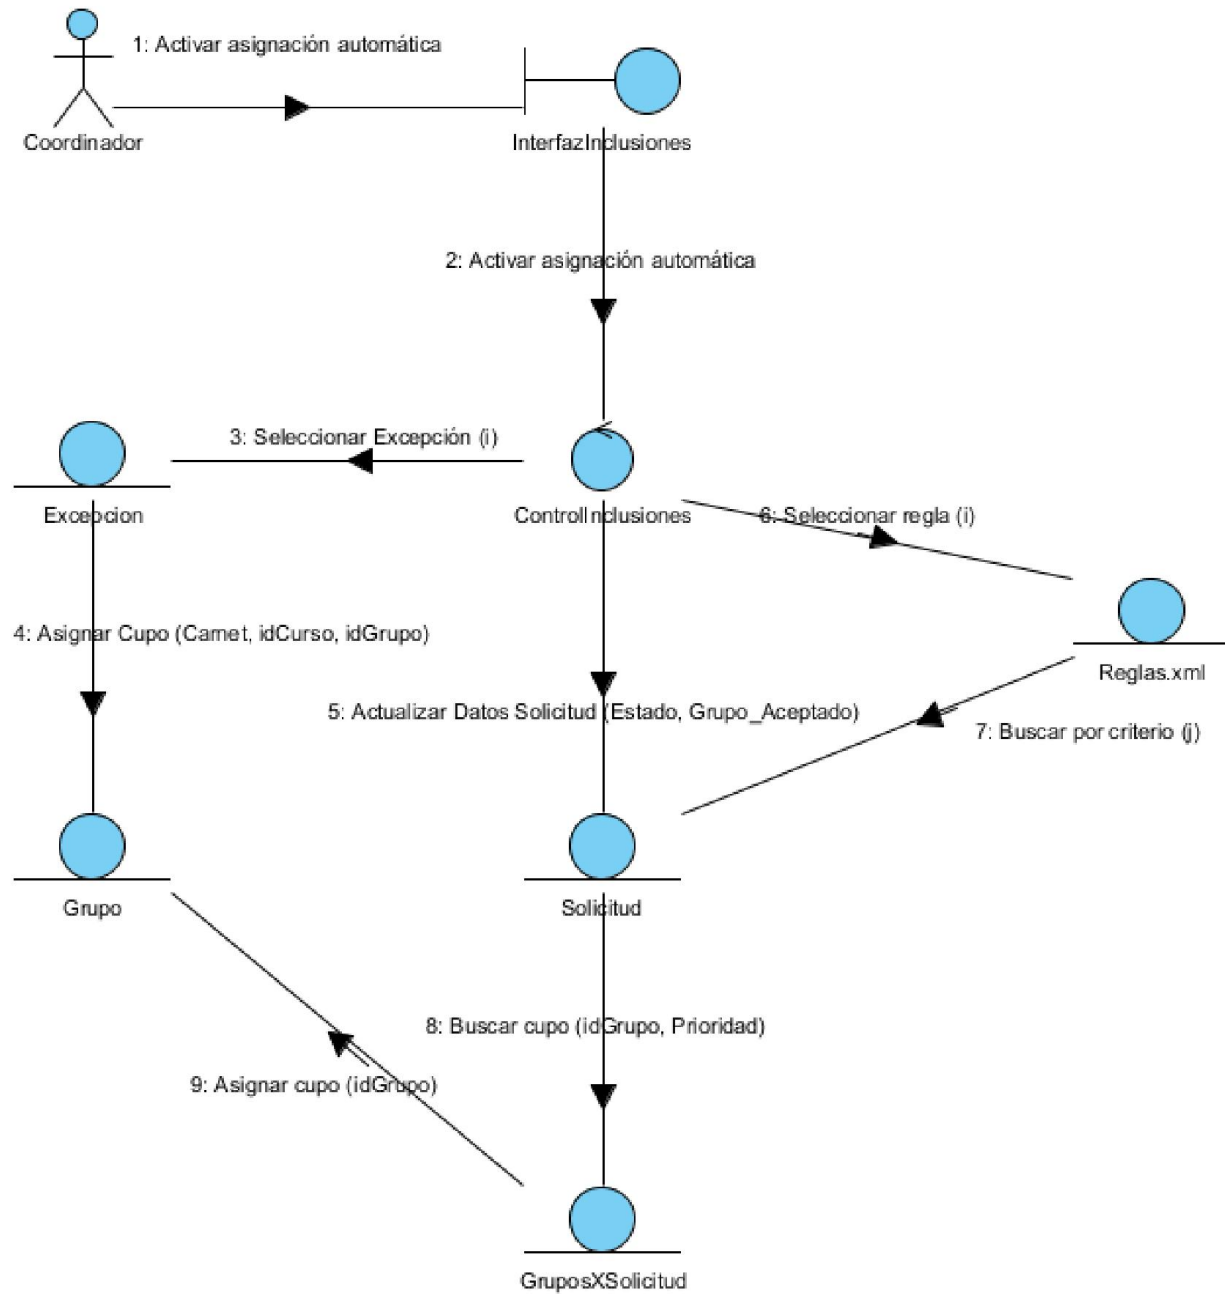 1: Activar asignación automática
Coordinador
InterfazInclusiones
2: Activar asignación automática
3: Seleccionar Excepción (i)
Excepcion
ControlInclusiones
6: Seleccionar regla (i)
4: Asignar Cupo (Carnet, idCurso, idGrupo)
Reglas.xml
5: Actualizar Datos Solicitud (Estado, Grupo_Aceptado)
7: Buscar por criterio (j)
Grupo
Solicitud
8: Buscar cupo (idGrupo, Prioridad)
9: Asignar cupo (idGrupo)
GruposXSolicitud